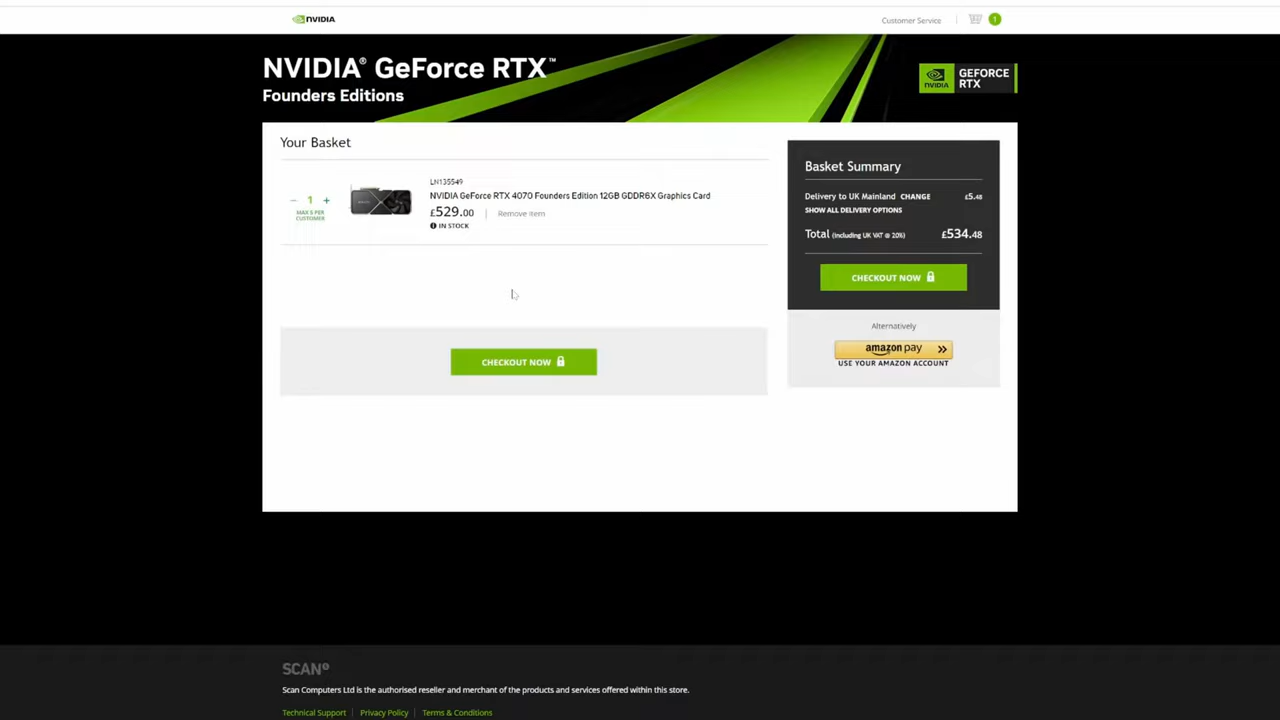 NVIDIA
Customer Service
1
NVIDIA® GeForce RTX™
Founders Editions
NVIDIA
GEFORCE
RTX
Your Basket
LN135549
− 1 +
MAX 5 PER
CUSTOMER
NVIDIA GeForce RTX 4070 Founders Edition 12GB GDDR6X Graphics Card
£529.00 | Remove item
IN STOCK
CHECKOUT NOW
Basket Summary
Delivery to UK Mainland CHANGE £5.48
SHOW ALL DELIVERY OPTIONS
Total (including UK VAT @ 20%) £534.48
CHECKOUT NOW
Alternatively
amazon pay
USE YOUR AMAZON ACCOUNT
SCAN
Scan Computers Ltd is the authorised reseller and merchant of the products and services offered within this store.
Technical Support | Privacy Policy | Terms & Conditions